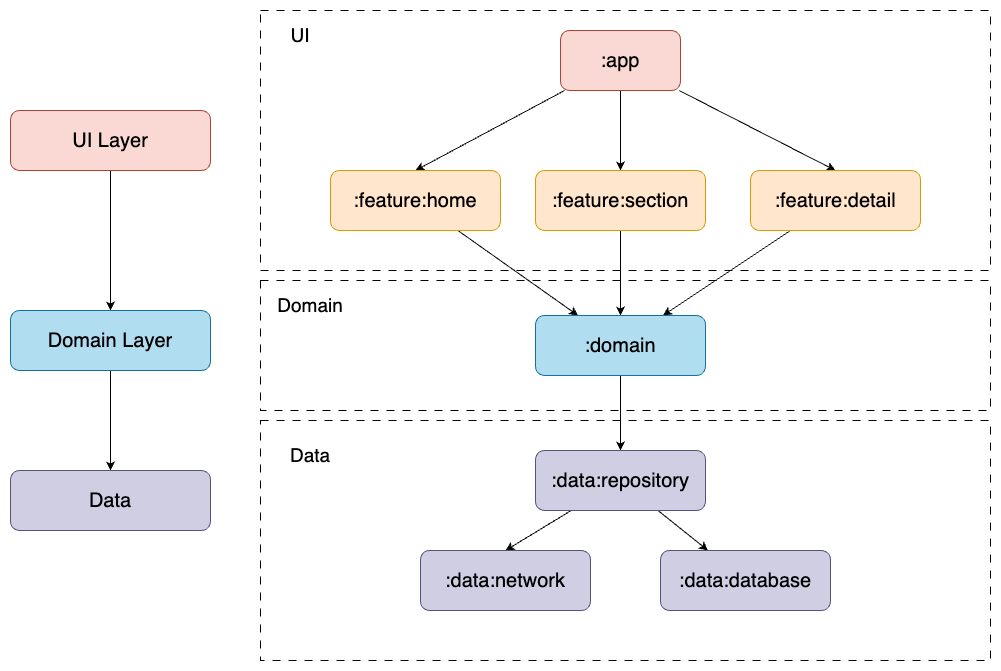 UI Layer
Domain Layer
Data
UI
:app
:feature:home
:feature:section
:feature:detail
Domain
:domain
Data
:data:repository
:data:network
:data:database